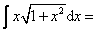 ∫ x√(1+x²) dx =